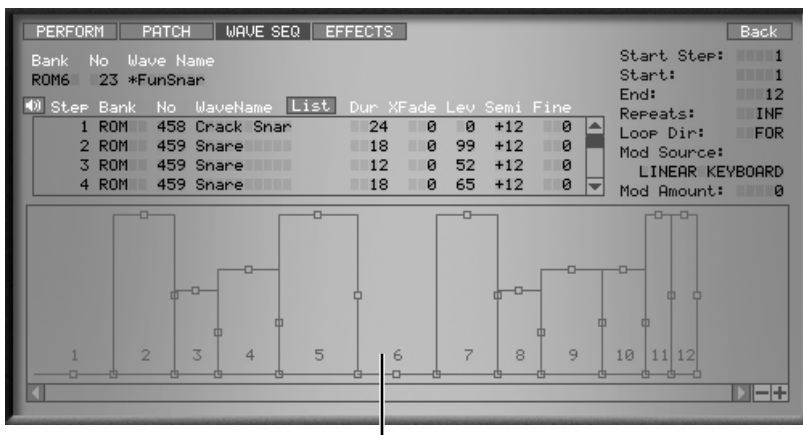 PERFORM PATCH WAVE SEQ EFFECTS Back
Bank No Wave Name
ROM6 23 *FunSnar
Step Bank No WaveName List Dur XFade Lev Semi Fine
1 ROM 458 Crack Snar 24 0 0 +12 0
2 ROM 459 Snare 18 0 99 +12 0
3 ROM 459 Snare 12 0 52 +12 0
4 ROM 459 Snare 18 0 65 +12 0
Start Step: 1
Start: 1
End: 12
Repeats: INF
Loop Dir: FOR
Mod Source:
LINEAR KEYBOARD
Mod Amount: 0
1 2 3 4 5 6 7 8 9 10 11 12